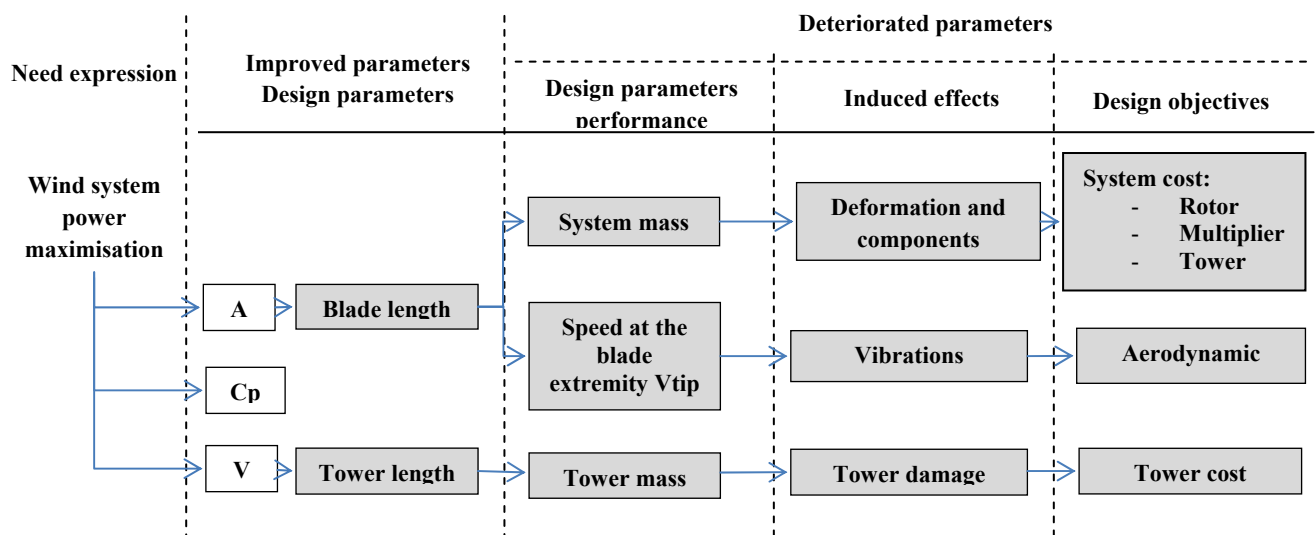 Deteriorated parameters
Need expression
Improved parameters
Design parameters
Design parameters
performance
Induced effects
Design objectives
Wind system
power
maximisation
A
Blade length
System mass
Deformation and
components
System cost:
- Rotor
- Multiplier
- Tower
Speed at the
blade
extremity Vtip
Vibrations
Aerodynamic
Cp
V
Tower length
Tower mass
Tower damage
Tower cost